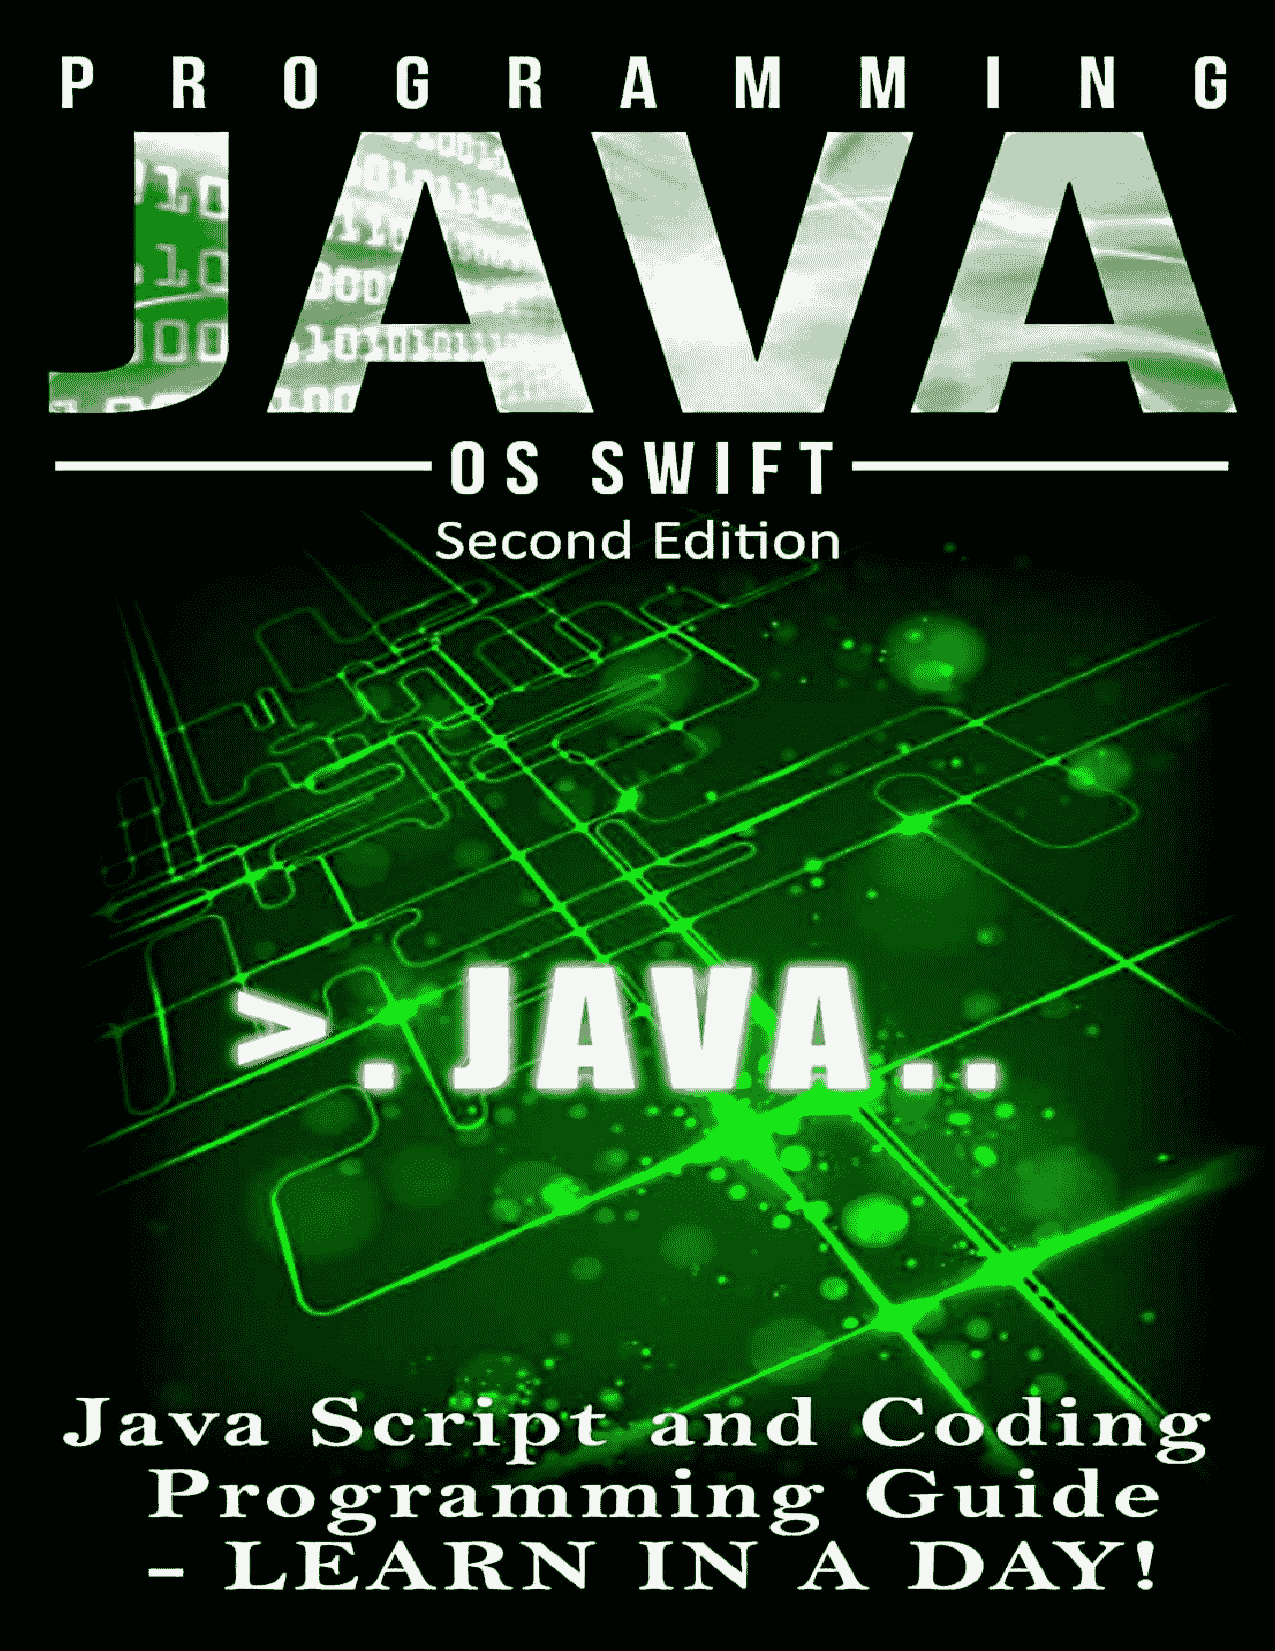 PROGRAMMING
JAVA
OS SWIFT
Second Edition
>. JAVA..
Java Script and Coding
Programming Guide
- LEARN IN A DAY!